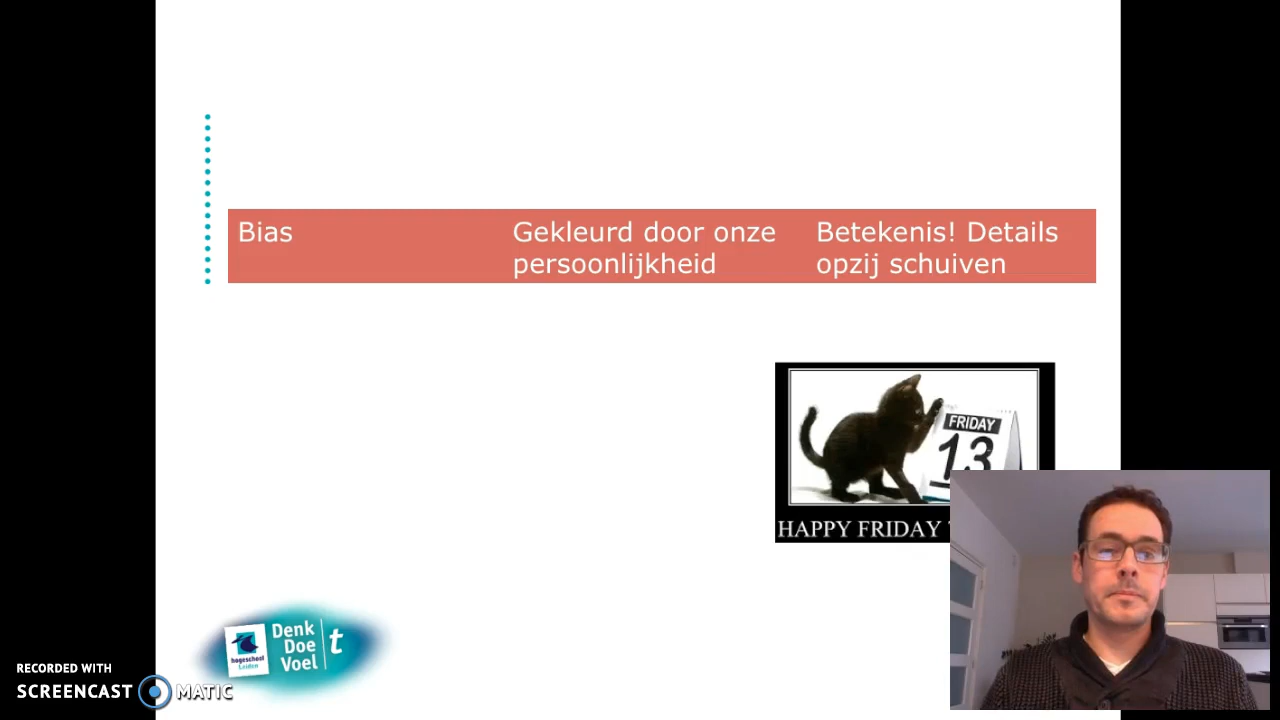 Bias
Gekleurd door onze
persoonlijkheid
Betekenis! Details
opzij schuiven
FRIDAY
13
HAPPY FRIDAY
Denk
Doe
Voel
t
hogeschool
Leiden
RECORDED WITH
SCREENCAST MATIC